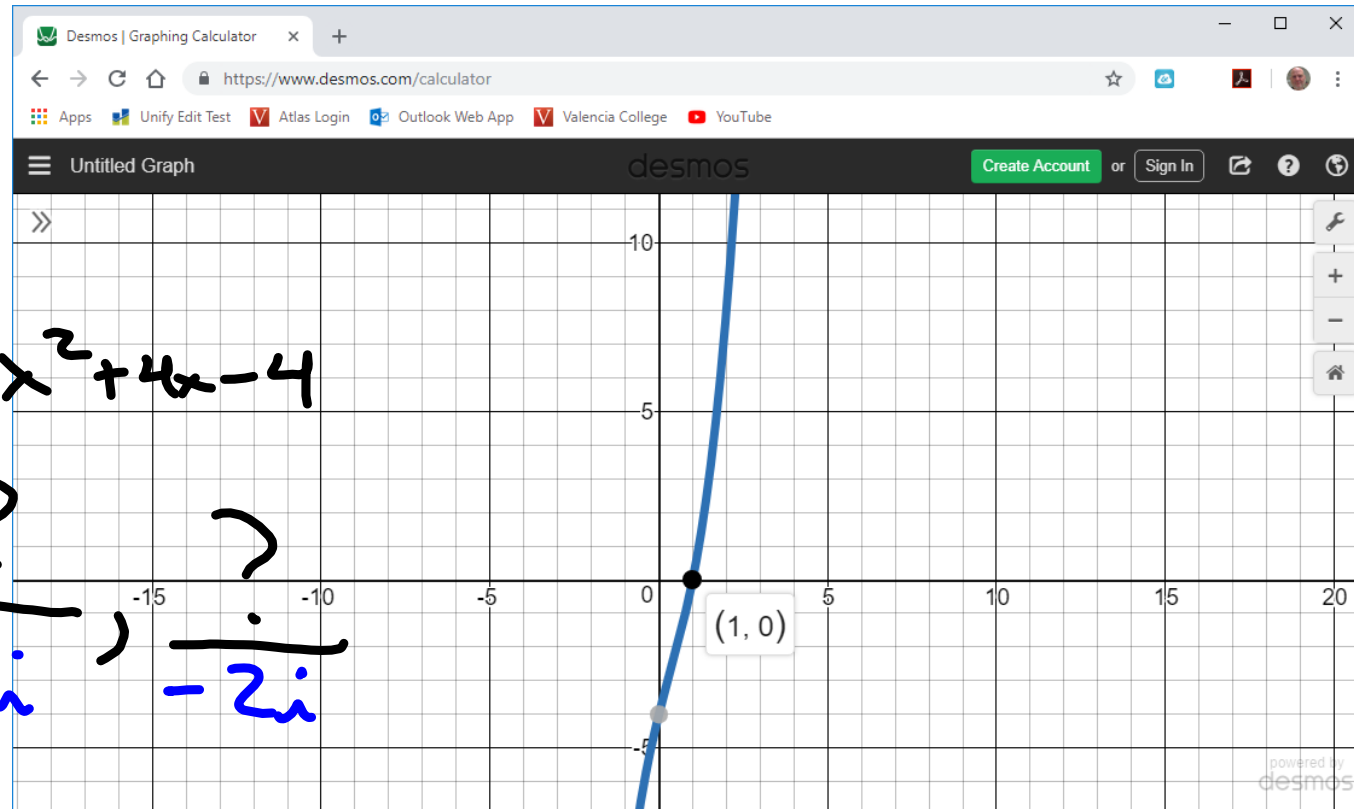 Desmos | Graphing Calculator
https://www.desmos.com/calculator
Apps Unify Edit Test Atlas Login Outlook Web App Valencia College YouTube
Untitled Graph desmos Create Account or Sign In
10
x²+4x-4
5
?
-15 -10 -5 0 5 10 15 20
(1, 0)
i , -2i
-5
powered by
desmos